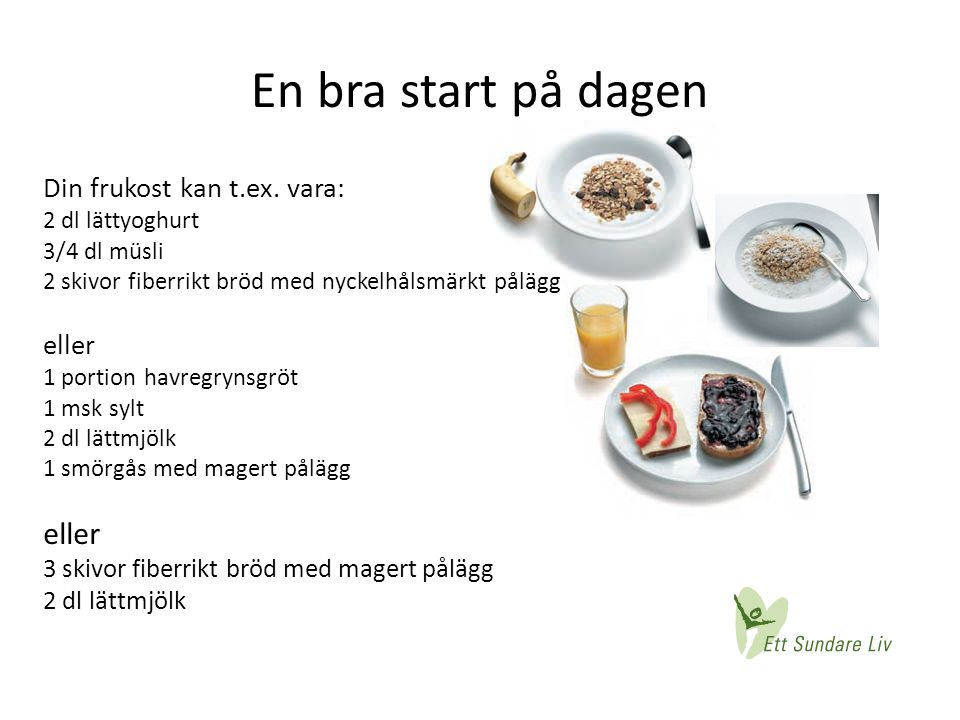 En bra start på dagen
Din frukost kan t.ex. vara:
2 dl lättyoghurt
3/4 dl müsli
2 skivor fiberrikt bröd med nyckelhålsmärkt pålägg
eller
1 portion havregrynsgröt
1 msk sylt
2 dl lättmjölk
1 smörgås med magert pålägg
eller
3 skivor fiberrikt bröd med magert pålägg
2 dl lättmjölk
Ett Sundare Liv